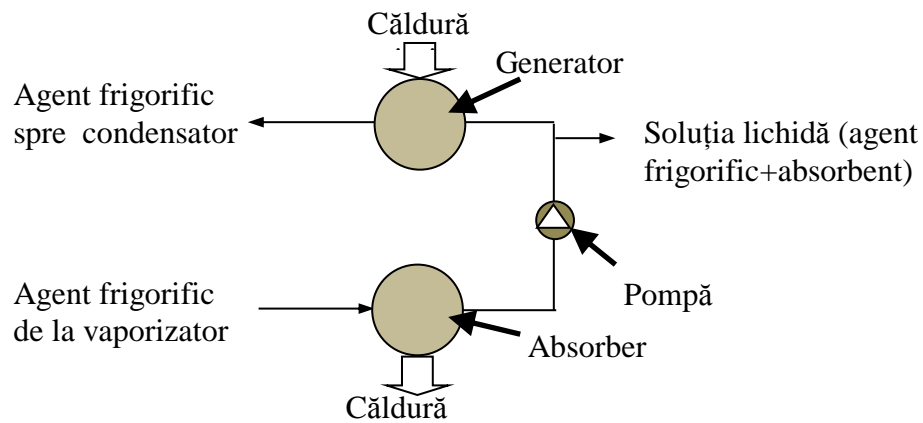 Căldură
Generator
Agent frigorific
spre condensator
Soluția lichidă (agent
frigorific+absorbent)
Agent frigorific
de la vaporizator
Pompă
Absorber
Căldură